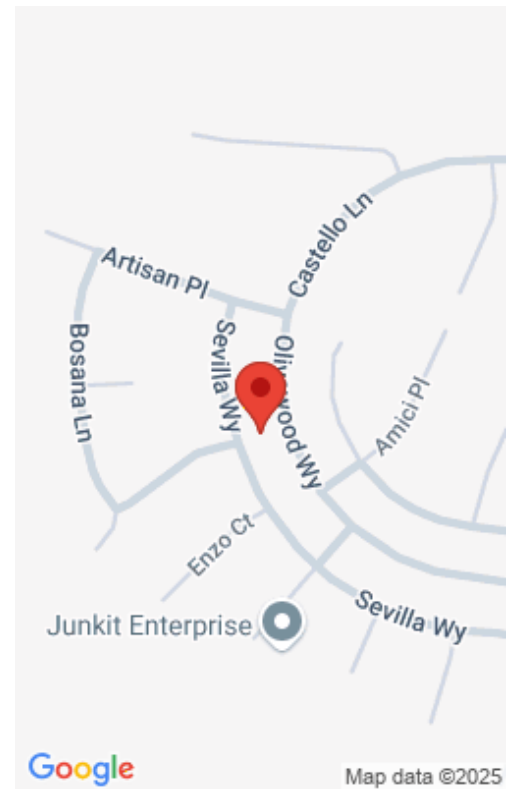 Castello Ln
Artisan Pl
Sevilla Wy
Bosana Ln
Amici Pl
Enzo Ct
Junkit Enterprise
Sevilla Wy
Google
Map data ©2025